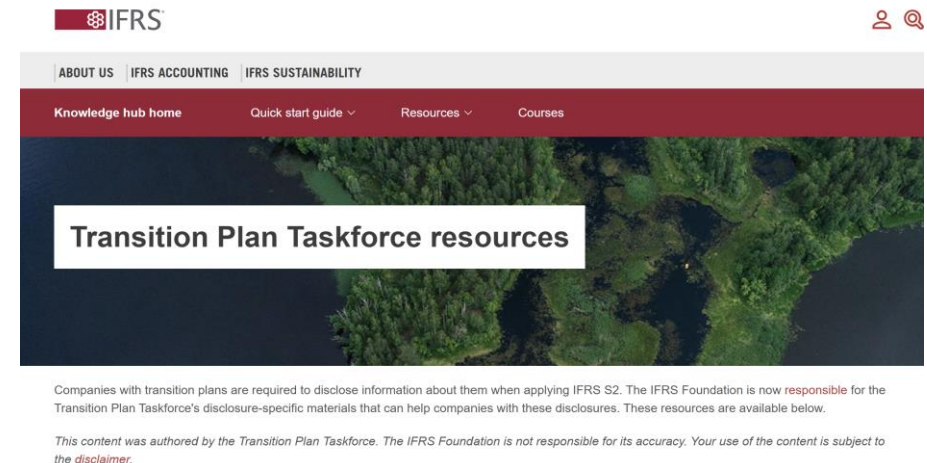 IFRS
ABOUT US IFRS ACCOUNTING IFRS SUSTAINABILITY
Knowledge hub home Quick start guide Resources Courses
Transition Plan Taskforce resources
Companies with transition plans are required to disclose information about them when applying IFRS S2. The IFRS Foundation is now responsible for the
Transition Plan Taskforce's disclosure-specific materials that can help companies with these disclosures. These resources are available below.
This content was authored by the Transition Plan Taskforce. The IFRS Foundation is not responsible for its accuracy. Your use of the content is subject to
the disclaimer.